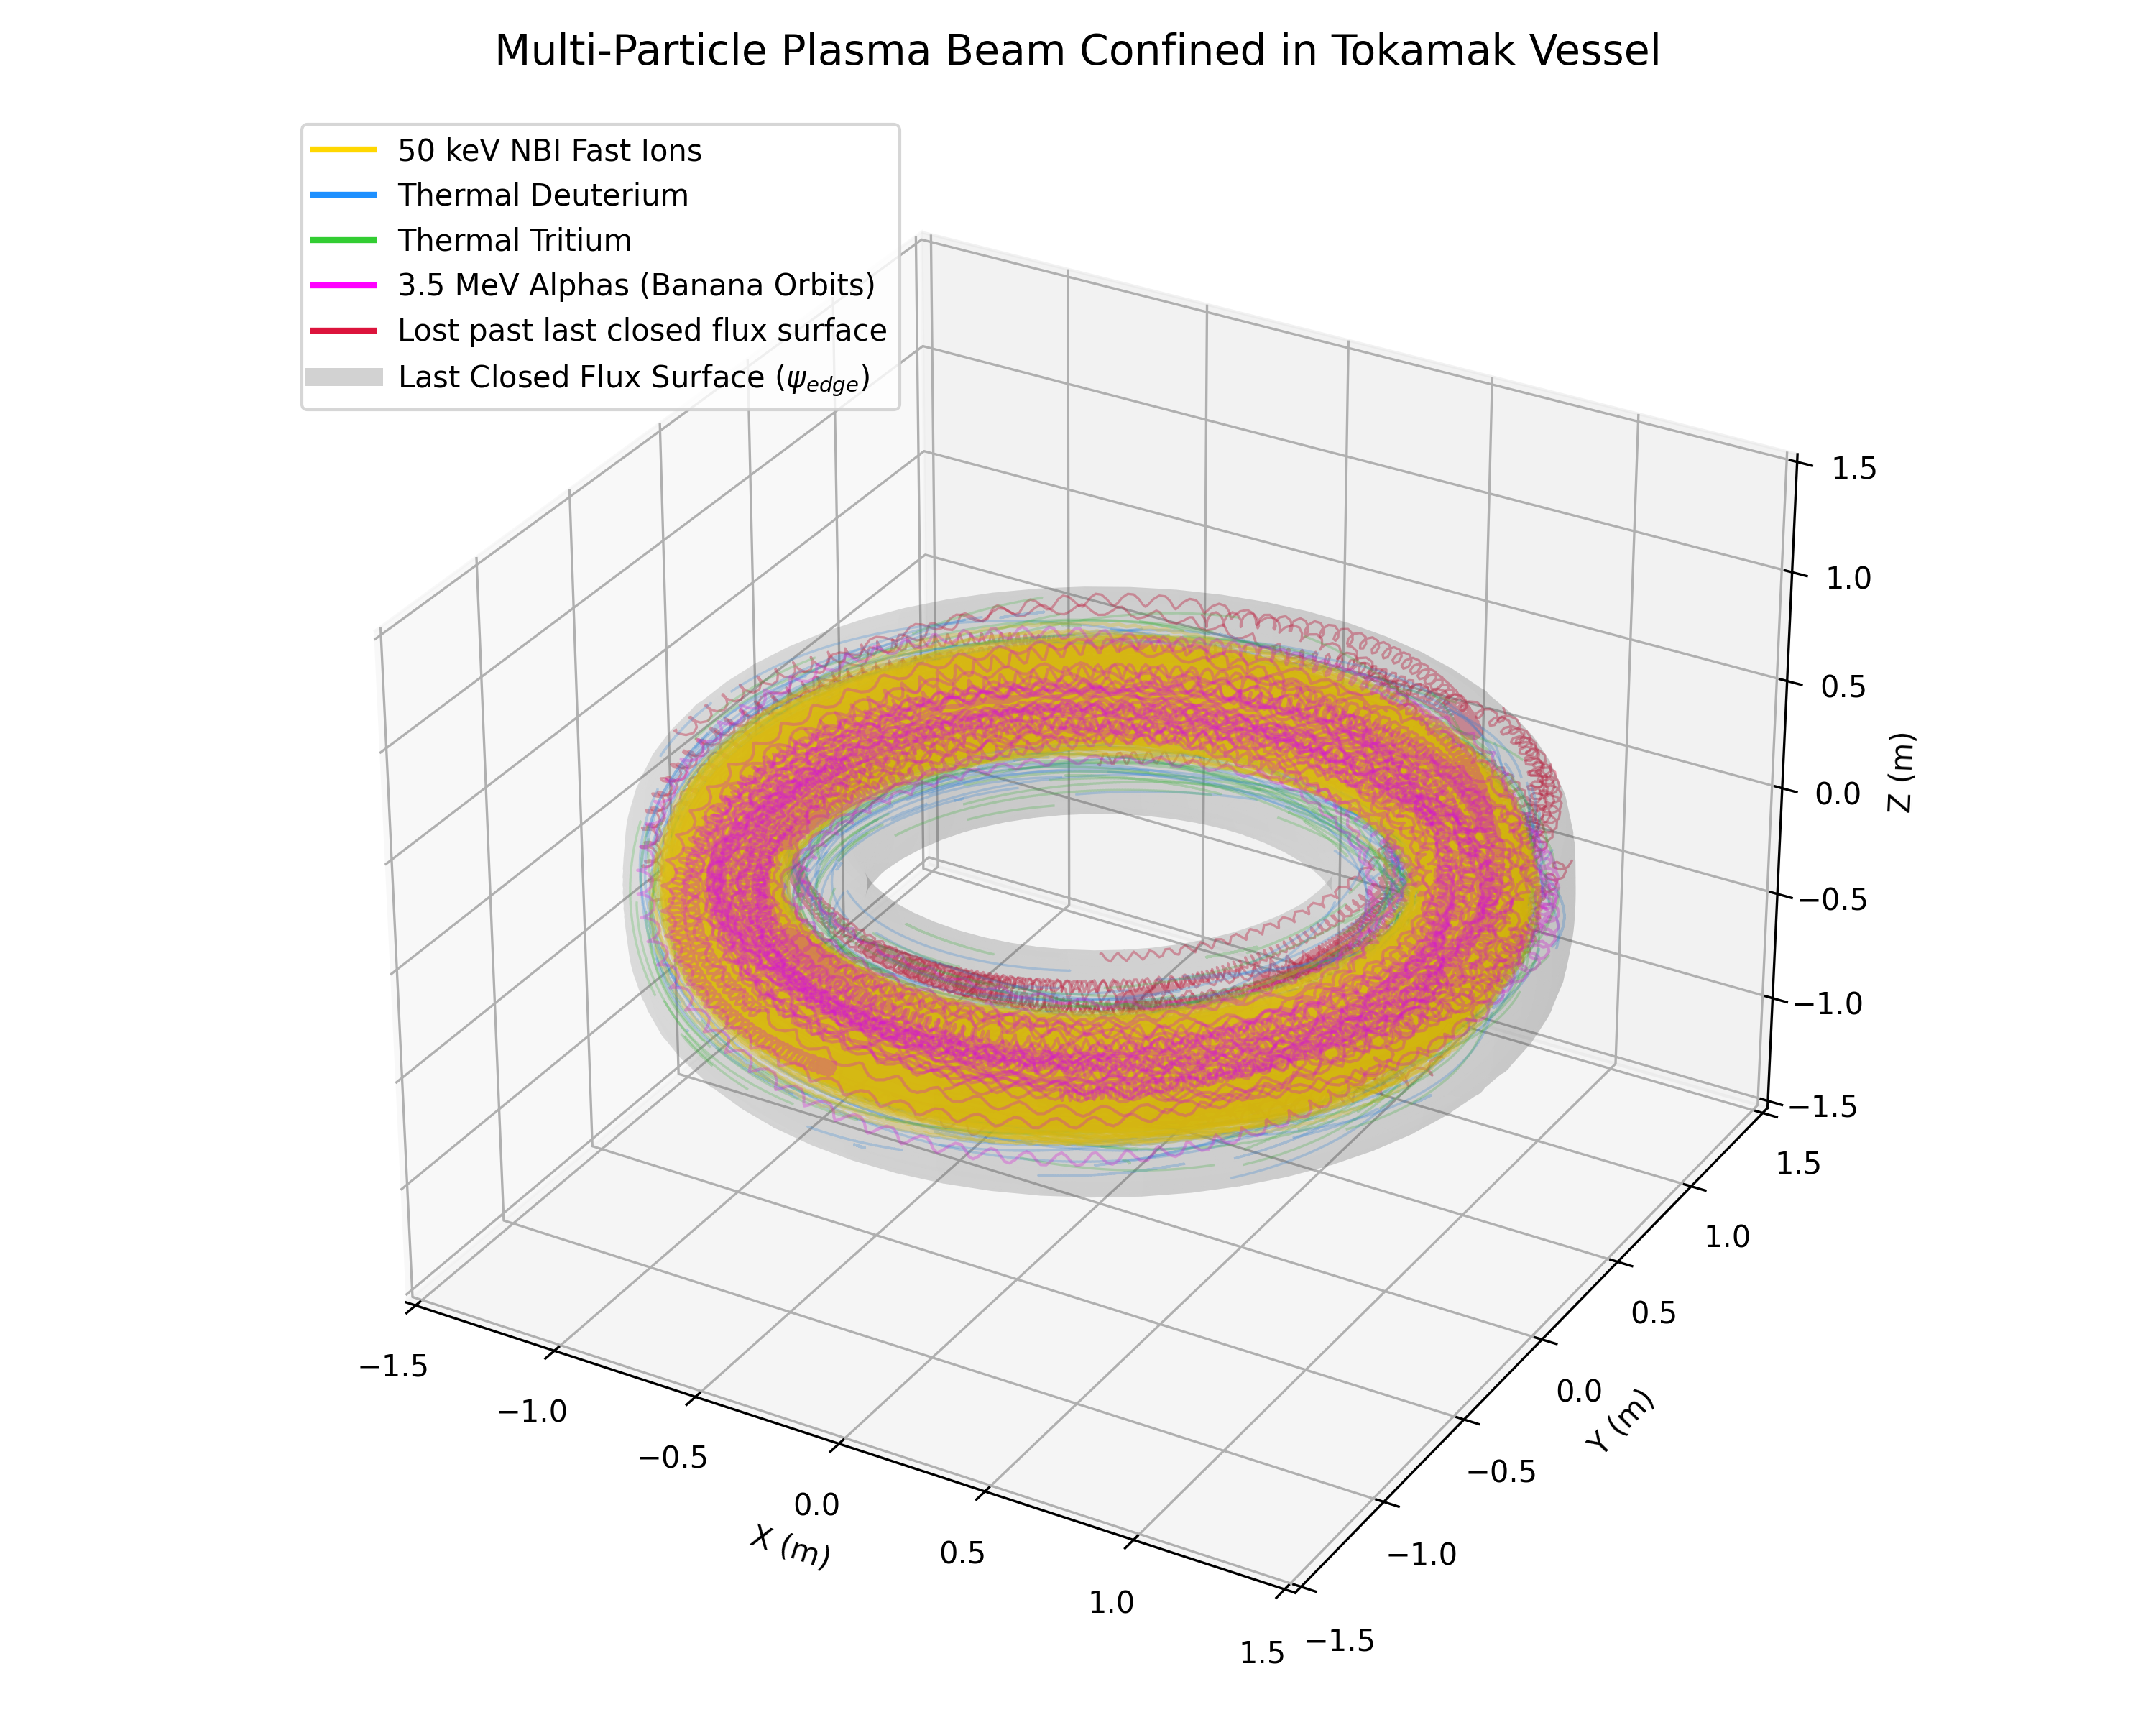 Multi-Particle Plasma Beam Confined in Tokamak Vessel
50 keV NBI Fast Ions
Thermal Deuterium
Thermal Tritium
3.5 MeV Alphas (Banana Orbits)
Lost past last closed flux surface
Last Closed Flux Surface (ψ_edge)
1.5
1.0
0.5
0.0
−0.5
−1.0
−1.5
Z (m)
1.5
1.0
0.5
0.0
−0.5
−1.0
−1.5
Y (m)
−1.5
−1.0
−0.5
0.0
0.5
1.0
1.5
X (m)